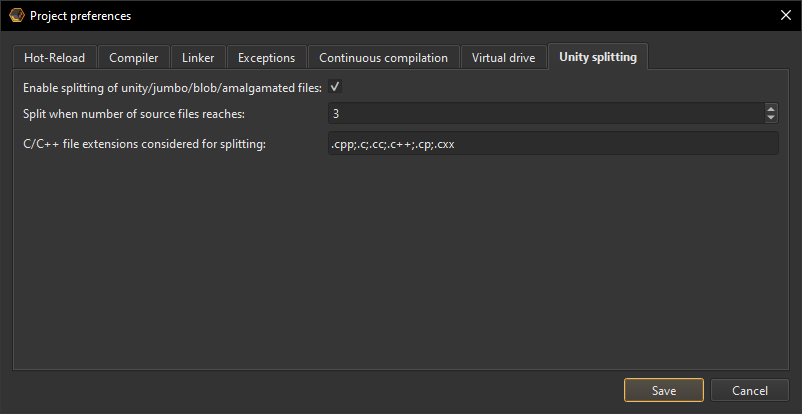 Project preferences
Hot-Reload Compiler Linker Exceptions Continuous compilation Virtual drive Unity splitting
Enable splitting of unity/jumbo/blob/amalgamated files:
Split when number of source files reaches: 3
C/C++ file extensions considered for splitting: .cpp;.c;.cc;.c++;.cp;.cxx
Save Cancel